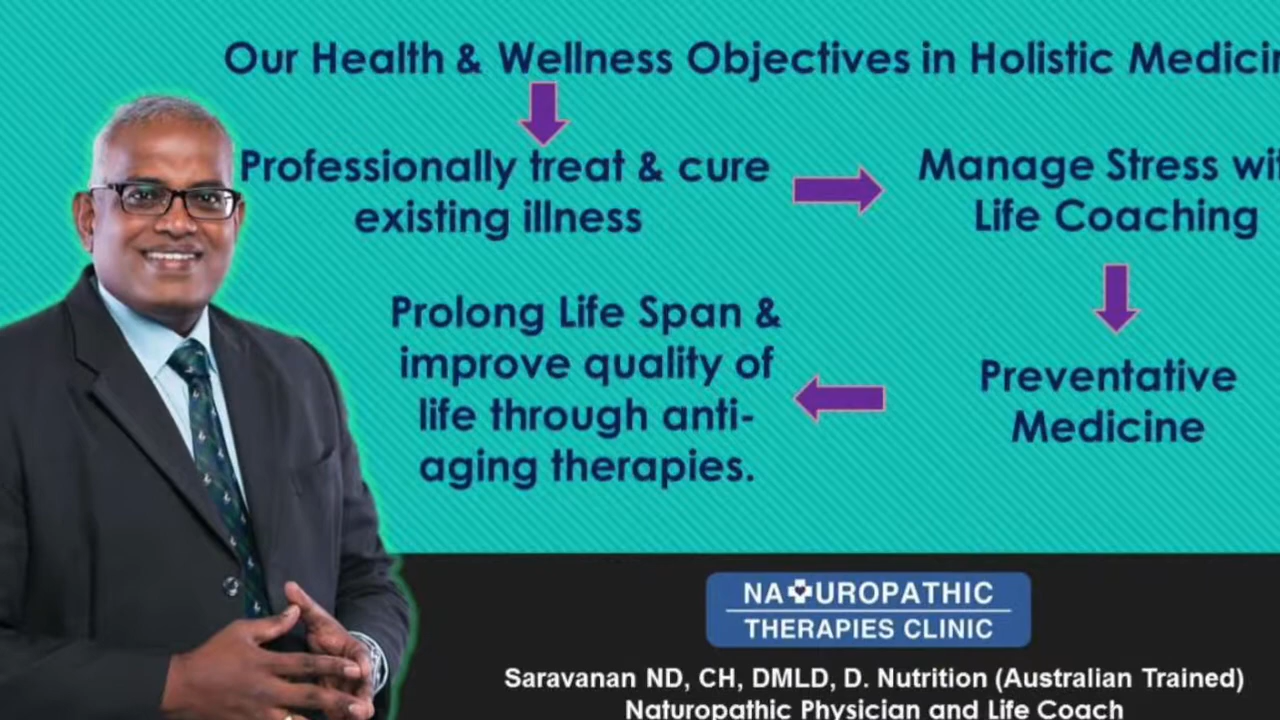 Our Health & Wellness Objectives in Holistic
Professionally treat & cure
existing illness
Manage Stress
Life Coaching
Preventative
Medicine
Prolong Life Span &
improve quality of
life through anti-
aging therapies.
NATUROPATHIC
THERAPIES CLINIC
Saravanan ND, CH, DMLD, D. Nutrition (Australian Trained)
Naturopathic Physician and Life Coach